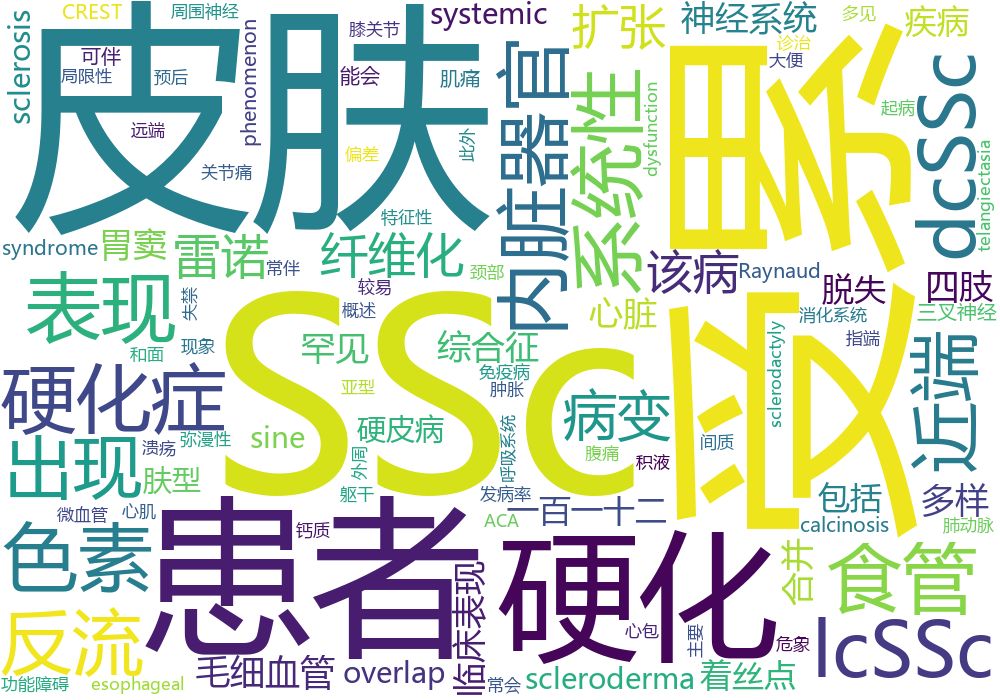 CREST
周围神经
膝关节
systemic
扩张
神经系统
多见
诊治
大便
疾病
sclerosis
可伴
局限性
预后
phenomenon
能会
肌痛
皮肤
内脏器官
系统性
累
起病
dcSSc
远端
偏差
此外
dysfunction
关节痛
特征性
telangiectasia
syndrome
胃窦
雷诺
纤维化
颈部
该病
Raynaud
脱失
四肢
常伴
较易
失禁
概述
心脏
消化系统
三叉神经
表现
和面
现象
罕见
综合征
免疫病
肿胀
sclerodactyly
指端
近端
SSc
受
硬化症
亚型
病变
出现
弥漫性
sine
硬皮病
呼吸系统
间质
溃疡
外周
腹痛
积液
肤型
躯干
发病率
一百一十二
包括
多样
微血管
心肌
ACA
calcinosis
肺动脉
色素
钙质
患者
硬化
合并
食管
反流
临床表现
心包
主要
危象
lcSSc
功能障碍
esophageal
毛细血管
overlap
常会
scleroderma
着丝点